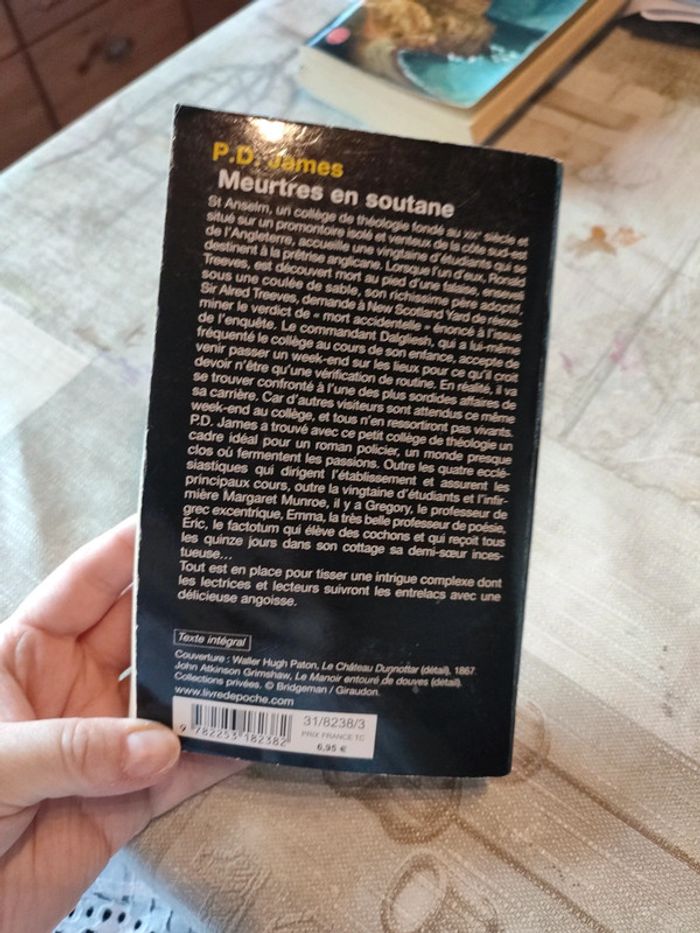 P.D. James
Meurtres en soutane
St Anselm, un collège de théologie fondé au XIXe siècle et
situé sur un promontoire isolé et venteux de la côte sud-est
de l'Angleterre, accueille une vingtaine d'étudiants qui se
destinent à la prêtrise anglicane. Lorsque l'un d'eux, Ronald
Treeves, est découvert mort au pied d'une falaise, enseveli
sous une coulée de sable, son richissime père adoptif,
Sir Alred Treeves, demande à New Scotland Yard de réexa-
miner le verdict de « mort accidentelle » énoncé à l'issue
de l'enquête. Le commandant Dalgliesh, qui a lui-même
fréquenté le collège au cours de son enfance, accepte de
venir passer un week-end sur les lieux pour ce qu'il croit
devoir n'être qu'une vérification de routine. En réalité, il va
se trouver confronté à l'une des plus sordides affaires de
sa carrière. Car d'autres visiteurs sont attendus ce même
week-end au collège, et tous n'en ressortiront pas vivants.
P.D. James a trouvé avec ce petit collège de théologie un
cadre idéal pour un roman policier, un monde presque
clos où fermentent les passions. Outre les quatre ecclé-
siastiques qui dirigent l'établissement et assurent les
principaux cours, outre la vingtaine d'étudiants et l'infir-
mière Margaret Munroe, il y a Gregory, le professeur de
grec excentrique, Emma, la très belle professeur de poésie,
Eric, le factotum qui élève des cochons et qui reçoit tous
les quinze jours dans son cottage sa demi-sœur inces-
tueuse...
Tout est en place pour tisser une intrigue complexe dont
les lectrices et lecteurs suivront les entrelacs avec une
délicieuse angoisse.
Texte intégral
Couverture : Waller Hugh Paton, Le Château Dunnottar (détail), 1867.
John Atkinson Grimshaw, Le Manoir entouré de douves (détail).
Collections privées. © Bridgeman / Giraudon.
www.livredepoche.com
31/8238/3
PRIX FRANCE TC
6,95 €
9 782253 182382